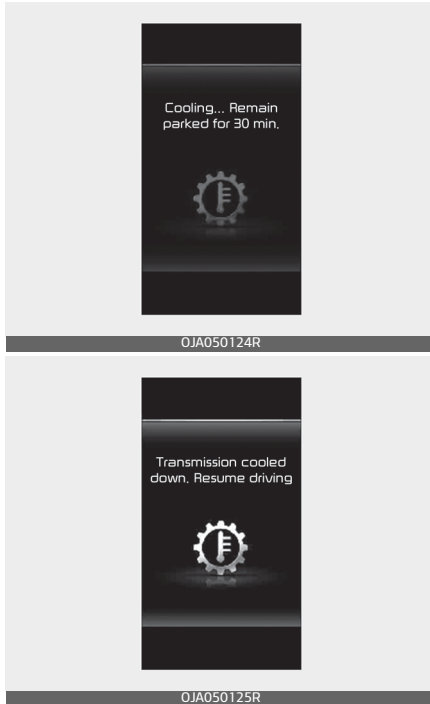 Cooling... Remain
parked for 30 min.
OJA050124R
Transmission cooled
down. Resume driving
OJA050125R